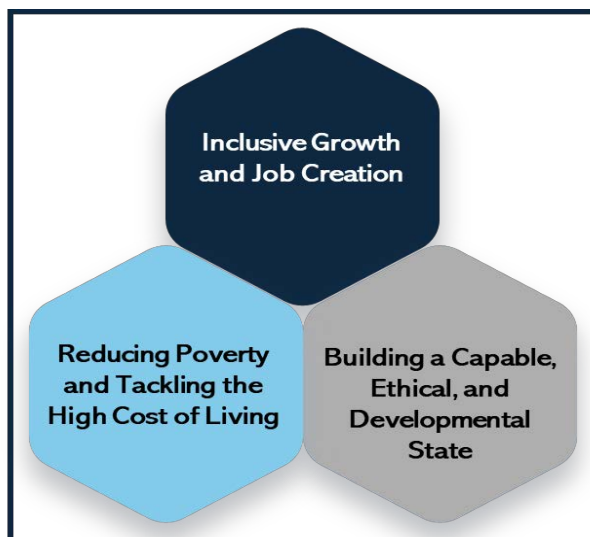 Inclusive Growth
and Job Creation
Reducing Poverty
and Tackling the
High Cost of Living
Building a Capable,
Ethical, and
Developmental
State